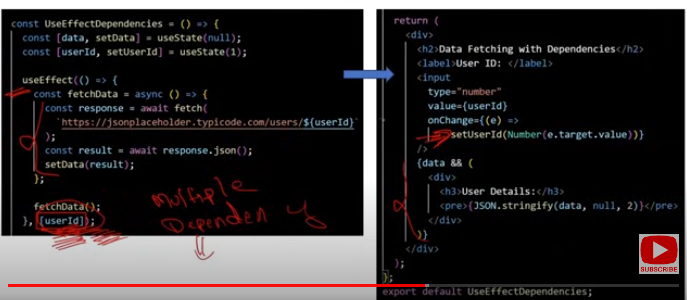 const UseEffectDependencies = () => {
const [data, setData] = useState(null);
const [userId, setUserId] = useState(1);
useEffect(() => {
const fetchData = async () => {
const response = await fetch(
`https://jsonplaceholder.typicode.com/users/${userId}`
);
const result = await response.json();
setData(result);
};
fetchData();
}, [userId]);
multiple
Dependency
return (
<div>
<h2>Data Fetching with Dependencies</h2>
<label>User ID: </label>
<input
type="number"
value={userId}
onChange={(e) =>
setUserId(Number(e.target.value))}
/>
{data && (
<div>
<h3>User Details:</h3>
<pre>{JSON.stringify(data, null, 2)}</pre>
</div>
)}
</div>
);
};
export default UseEffectDependencies;
SUBSCRIBE